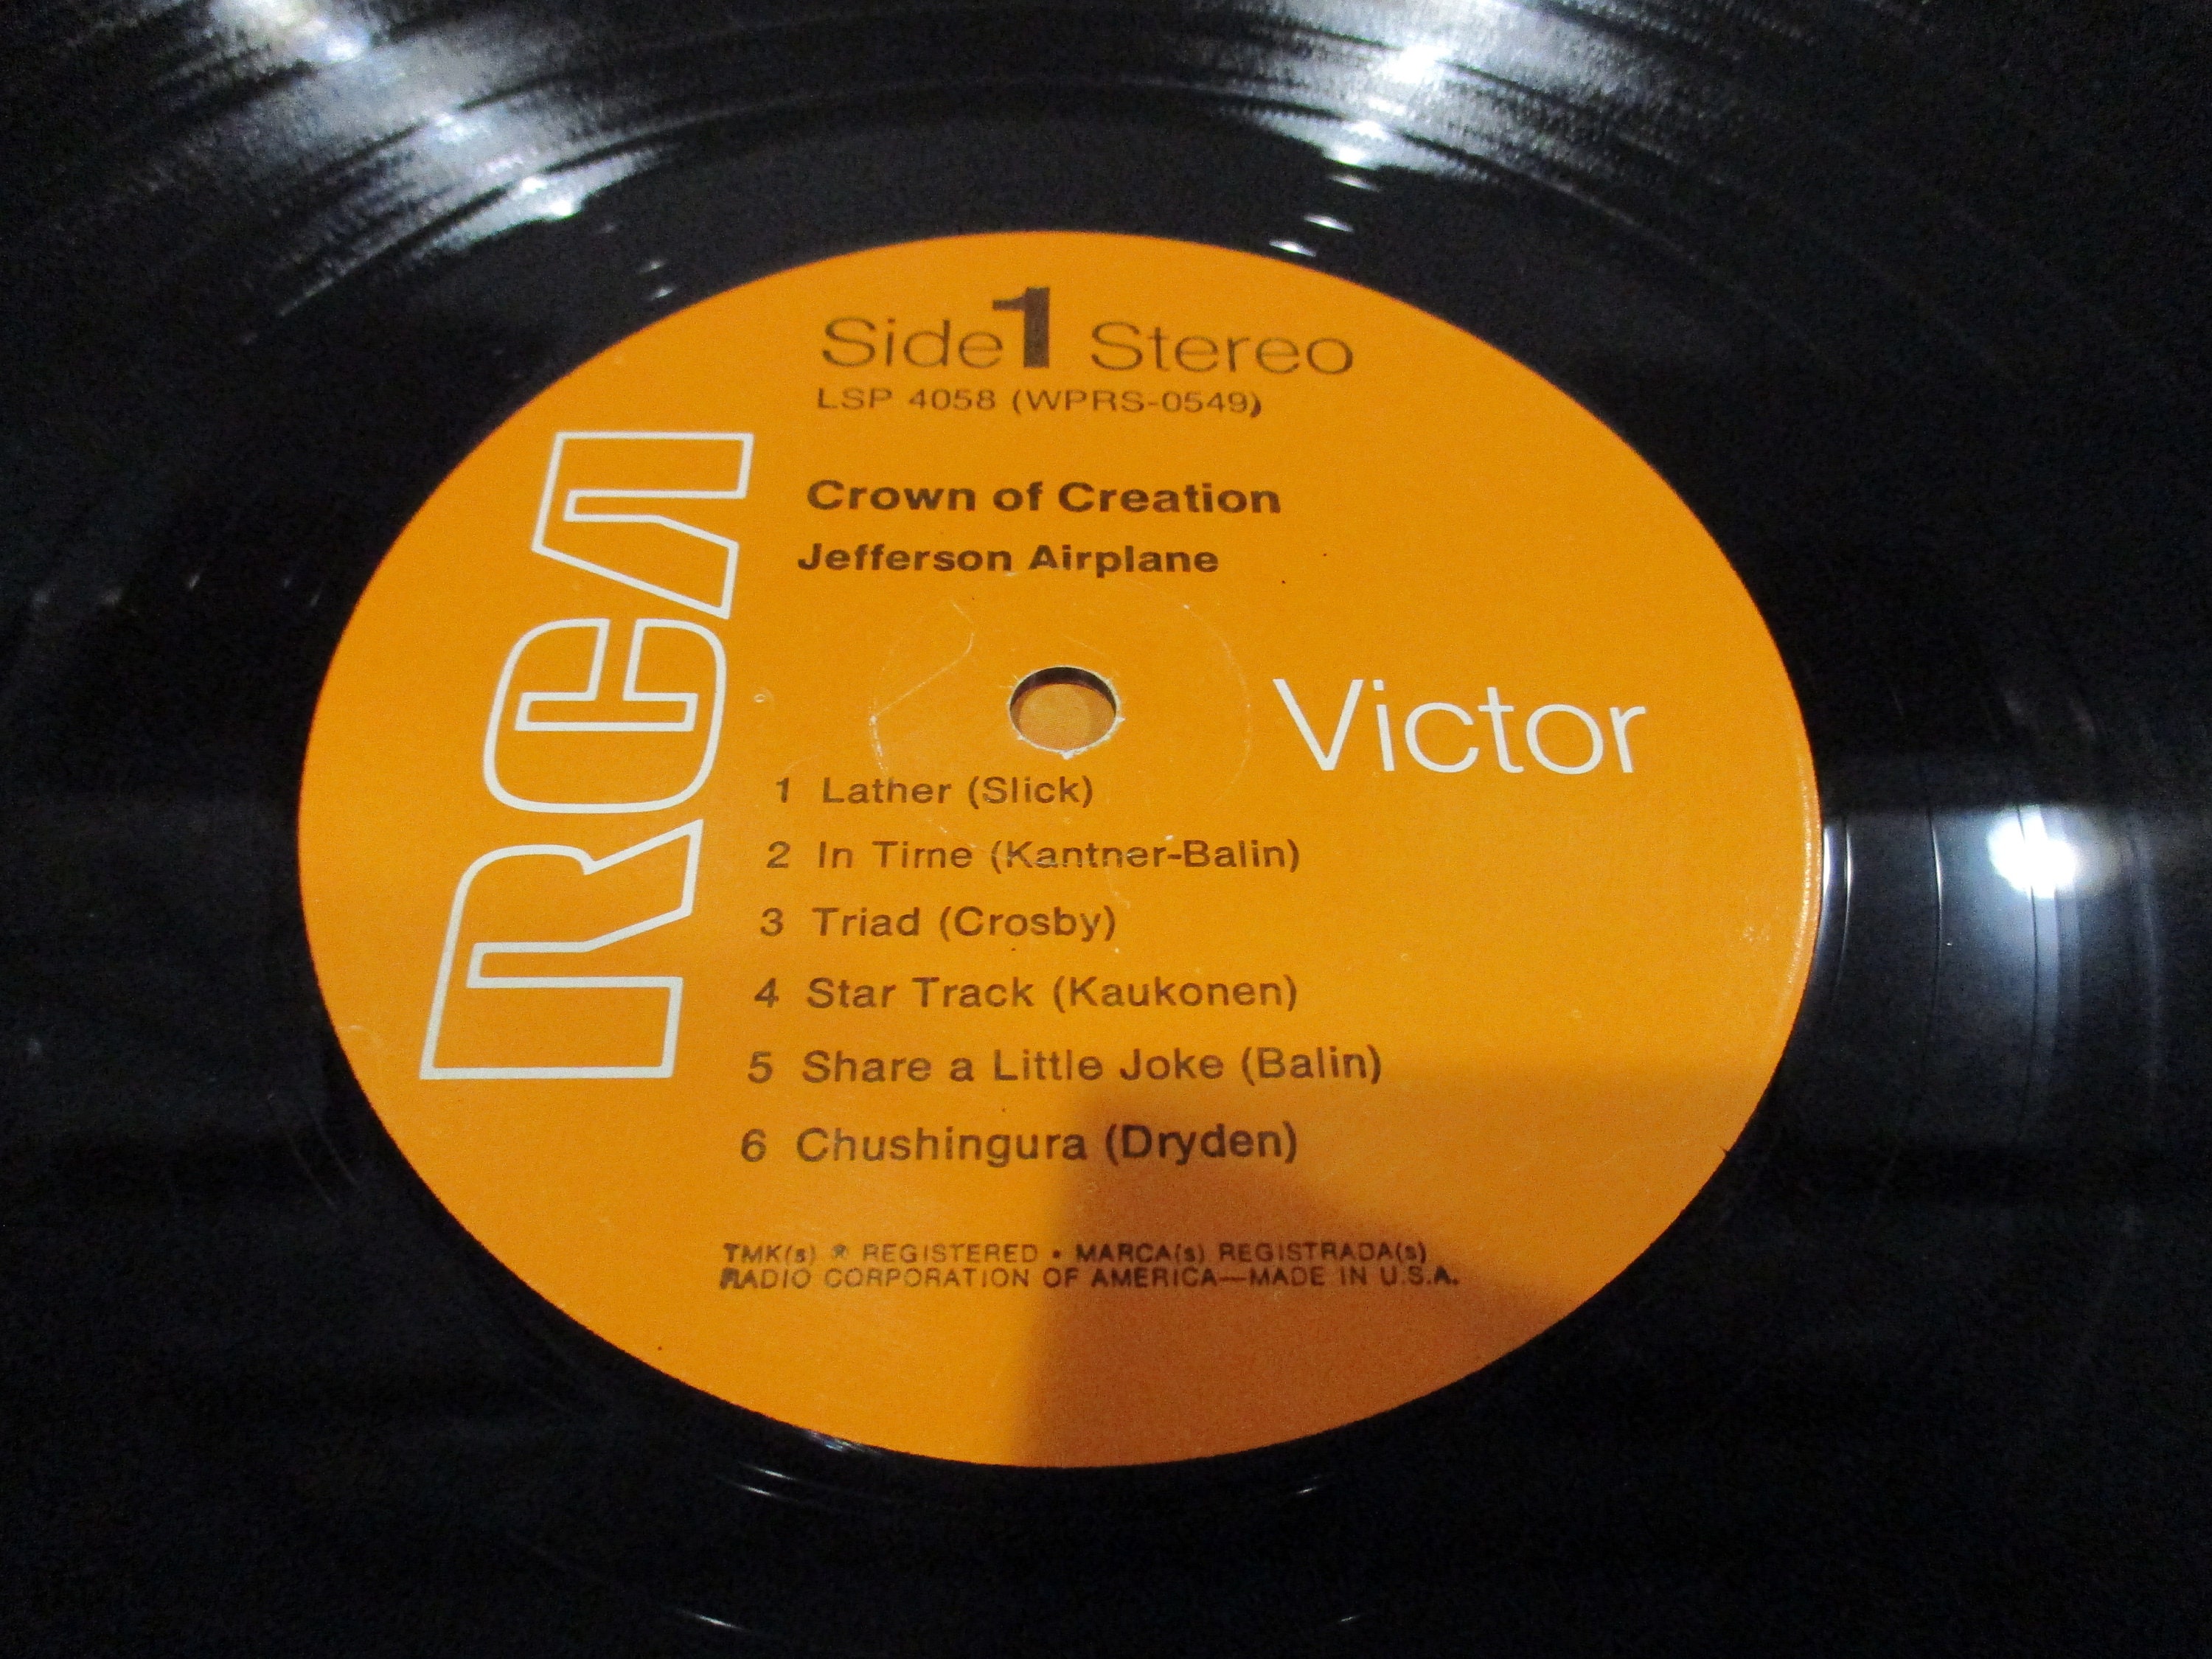 Side 1 Stereo
LSP 4058 (WPRS-0549)
RCA
Crown of Creation
Jefferson Airplane
Victor
1 Lather (Slick)
2 In Time (Kantner-Balin)
3 Triad (Crosby)
4 Star Track (Kaukonen)
5 Share a Little Joke (Balin)
6 Chushingura (Dryden)
TMK(s) ® REGISTERED • MARCA(s) REGISTRADA(s)
RADIO CORPORATION OF AMERICA—MADE IN U.S.A.